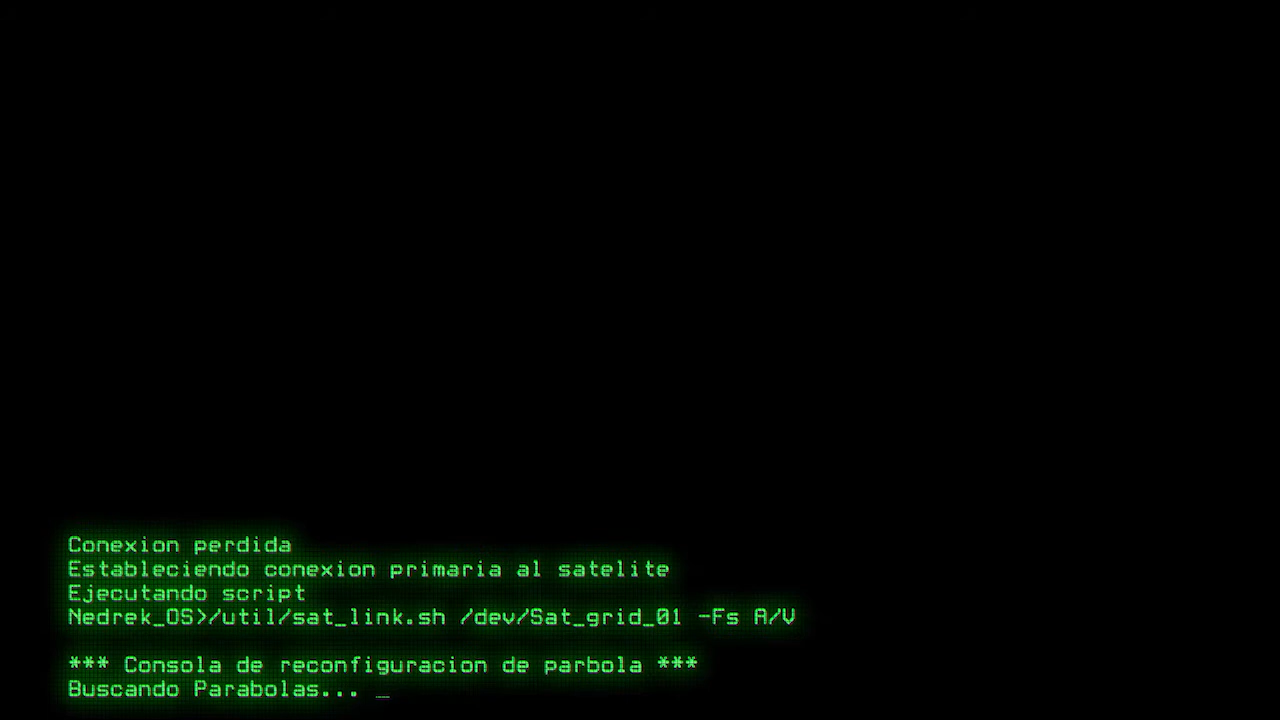 Conexion perdida
Estableciendo conexion primaria al satelite
Ejecutando script
Nedrek_OS>/util/sat_link.sh /dev/Sat_grid_01 -Fs A/V
*** Consola de reconfiguracion de parbola ***
Buscando Parabolas... _